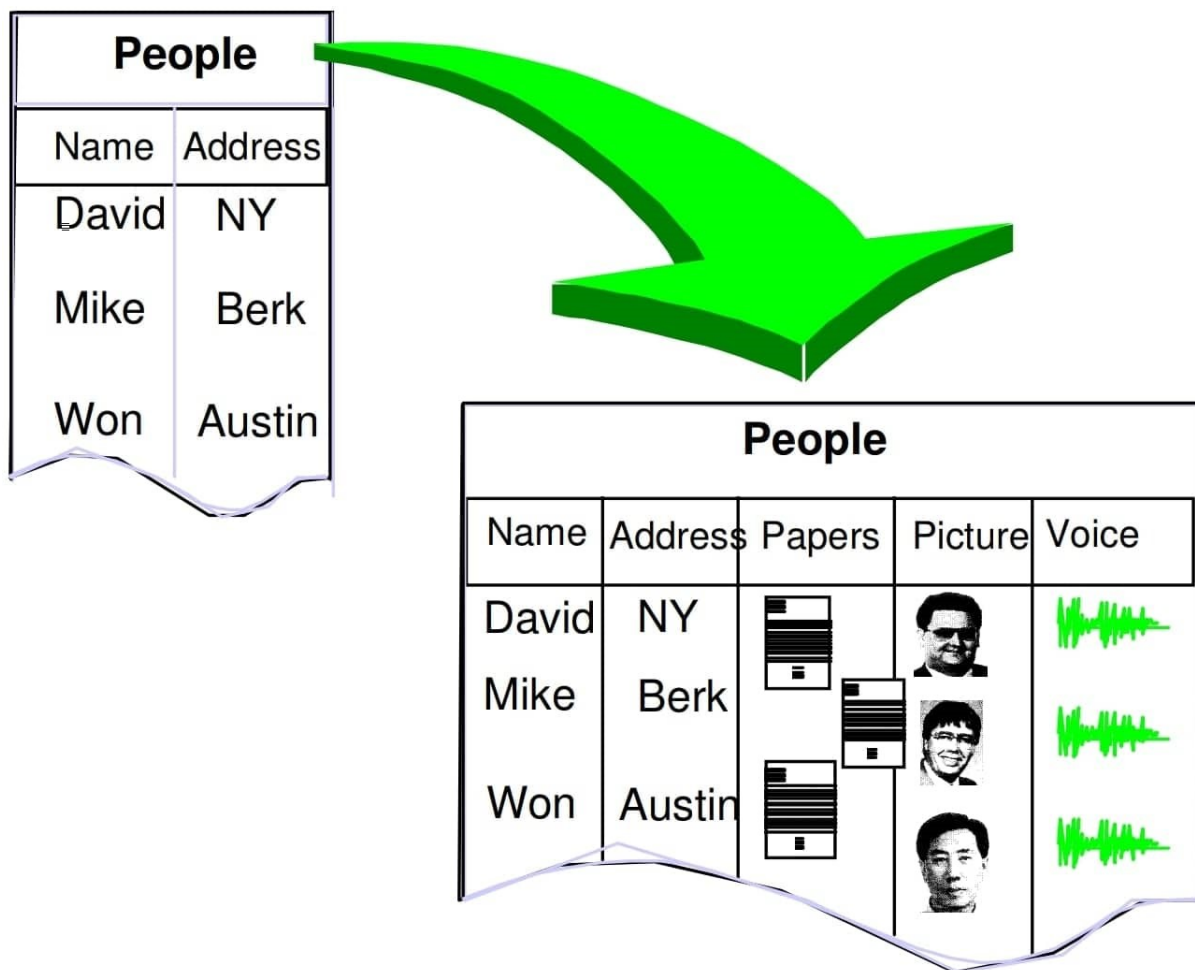 People
Name Address
David NY
Mike Berk
Won Austin
People
Name Address Papers Picture Voice
David NY
Mike Berk
Won Austin